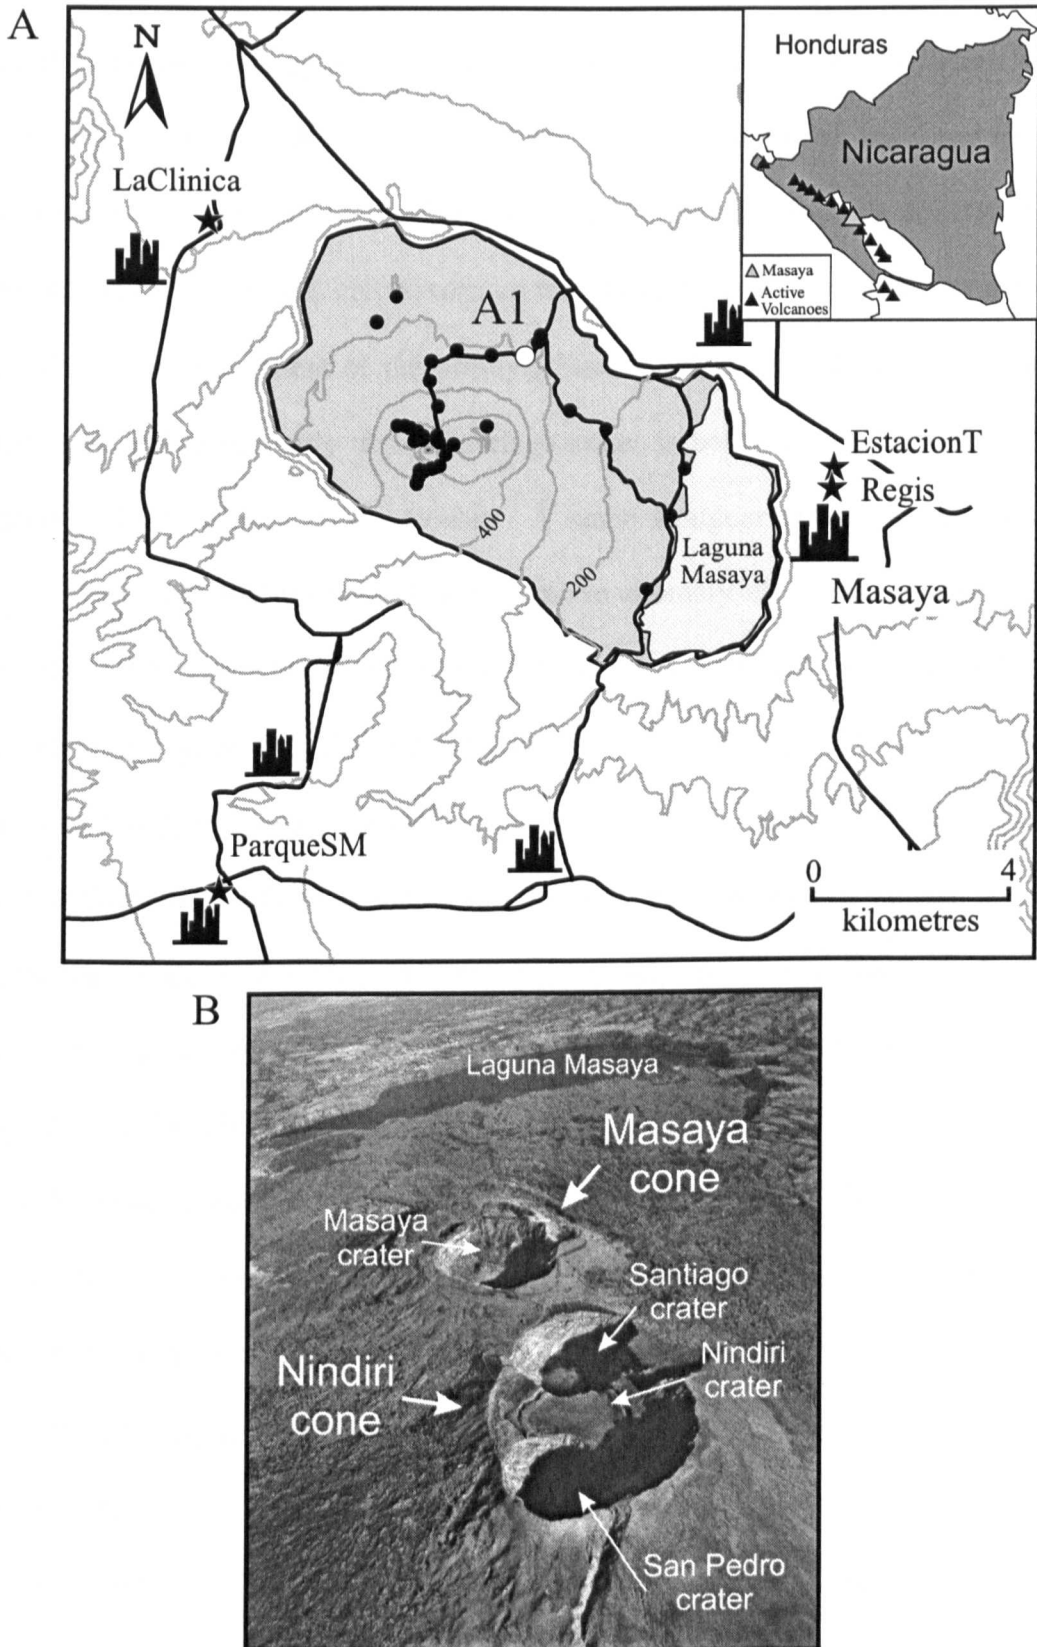 A
N
Honduras
Nicaragua
Masaya
Active
Volcanoes
LaClinica
A1
EstacionT
Regis
400
200
Laguna
Masaya
Masaya
ParqueSM
0 4
kilometres
B
Laguna Masaya
Masaya
cone
Masaya
crater
Santiago
crater
Nindiri
crater
Nindiri
cone
San Pedro
crater